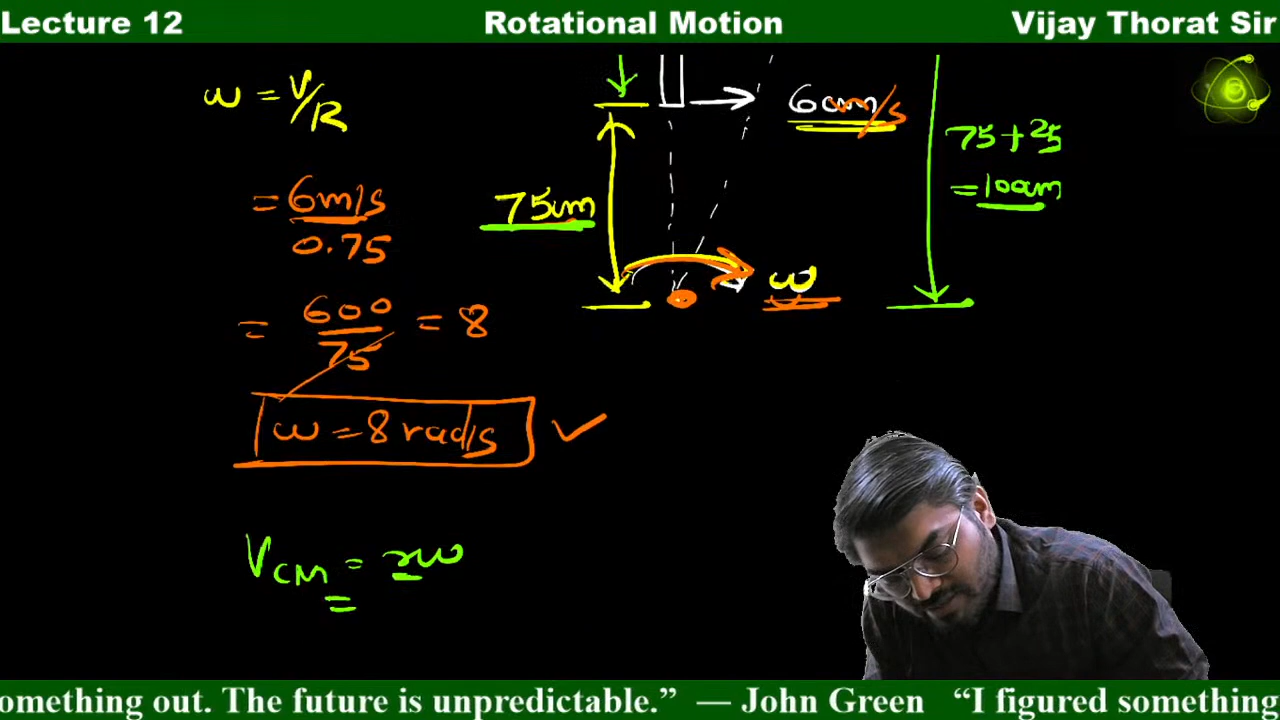 Lecture 12
Rotational Motion
Vijay Thorat Sir
ω = V/R
= 6m/s
0.75
= 600
75
= 8
ω = 8 rad/s
V CM = rω
6cm/s
75cm
75+25
= 100cm
ω
omething out. The future is unpredictable.” — John Green “I figured something